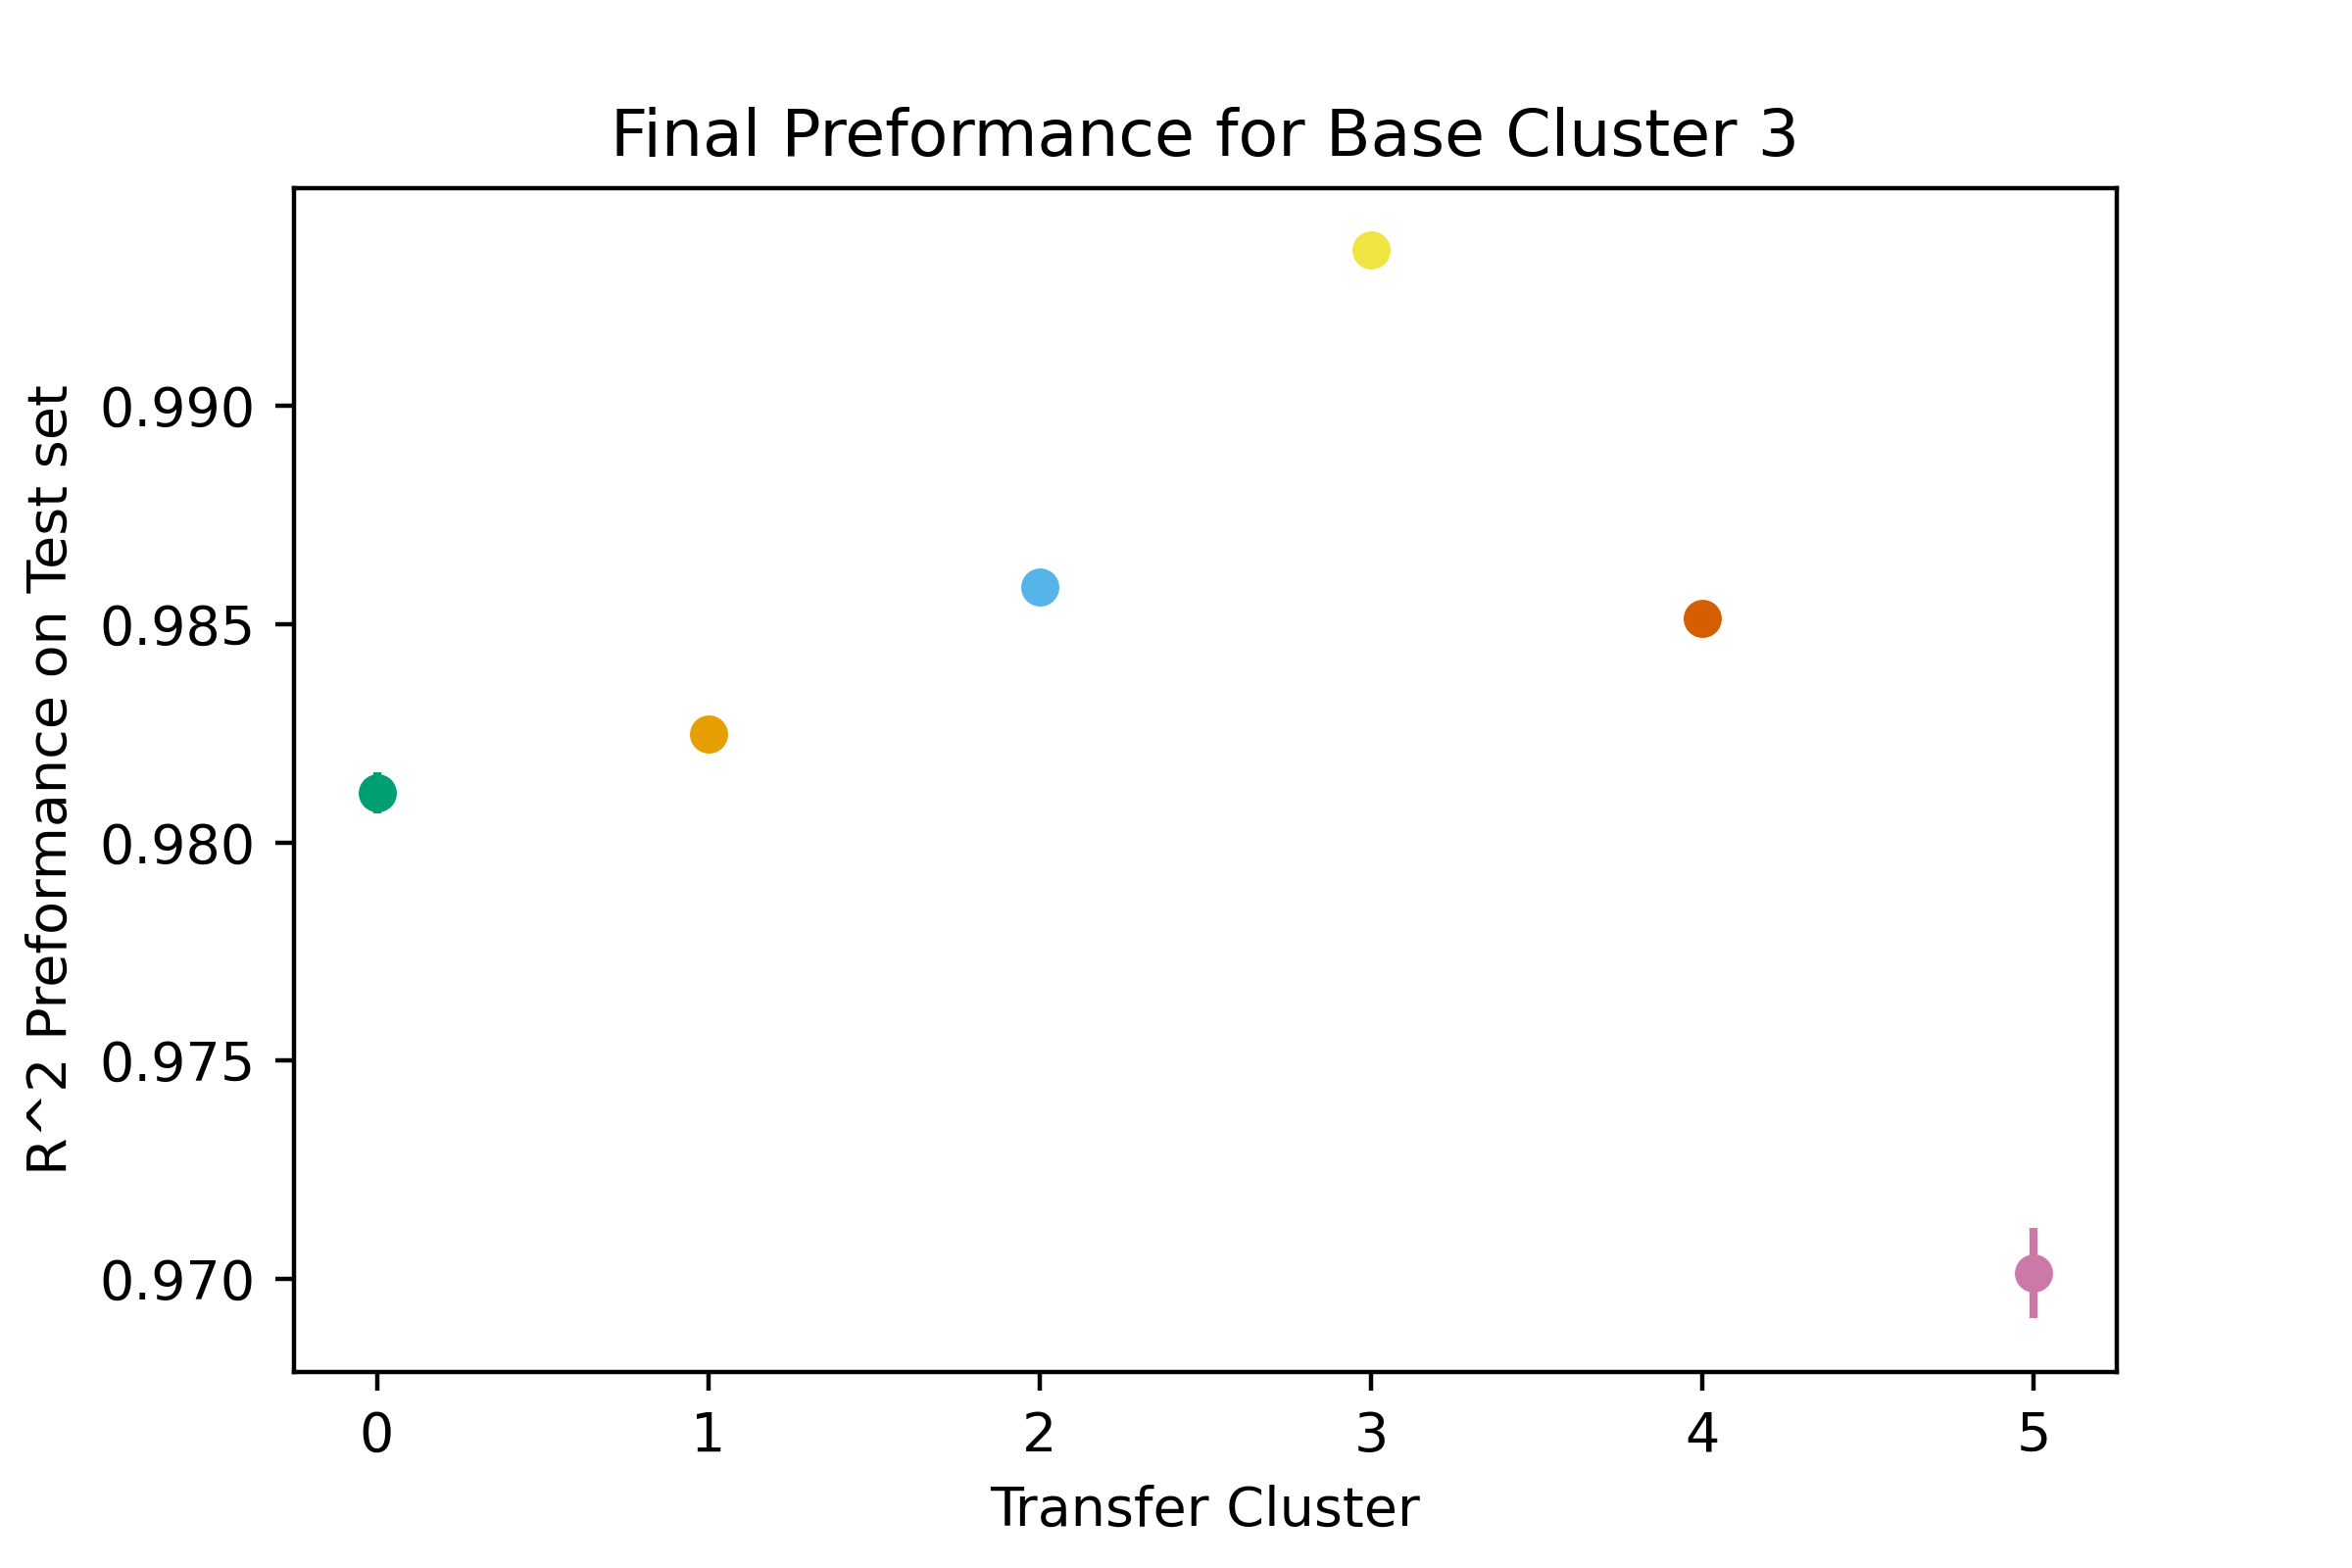 Final Preformance for Base Cluster 3
R^2 Preformance on Test set
0.990
0.985
0.980
0.975
0.970
0 1 2 3 4 5
Transfer Cluster